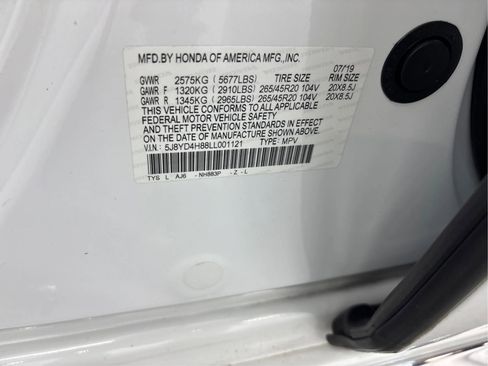 MFD.BY HONDA OF AMERICA MFG.,INC.
07/19
GVWR 2575KG ( 5677LBS) TIRE SIZE RIM SIZE
GAWR F 1320KG ( 2910LBS) 265/45R20 104V 20X8.5J
GAWR R 1345KG ( 2965LBS) 265/45R20 104V 20X8.5J
THIS VEHICLE CONFORMS TO ALL APPLICABLE
FEDERAL MOTOR VEHICLE SAFETY
AND THEFT PREVENTION STANDARDS IN EFFECT
ON THE DATE OF MANUFACTURE SHOWN ABOVE.
V.I.N.: 5J8YD4H88LL001121 TYPE: MPV
TYS L AJ6 -NH883P -Z -L